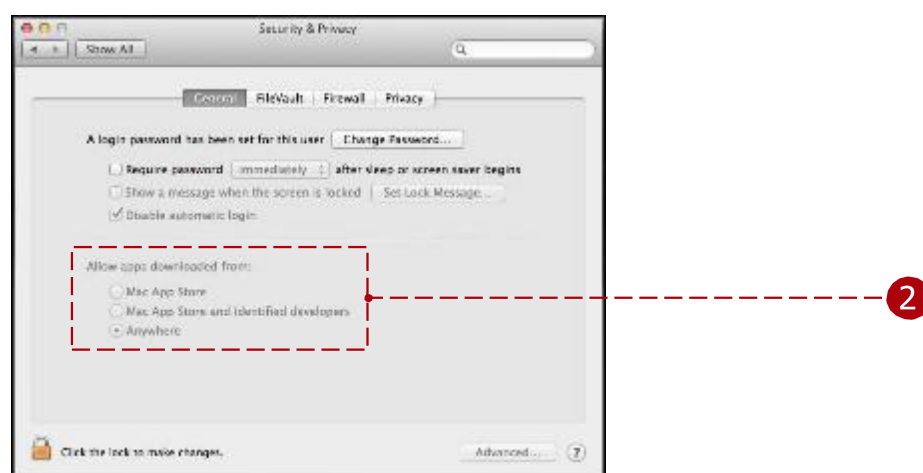 Security & Privacy
Show All
General FileVault Firewall Privacy
A login password has been set for this user Change Password...
Require password immediately after sleep or screen saver begins
Show a message when the screen is locked Set Lock Message...
Disable automatic login
Allow apps downloaded from:
Mac App Store
Mac App Store and identified developers
Anywhere
2
Click the lock to make changes.
Advanced... ?